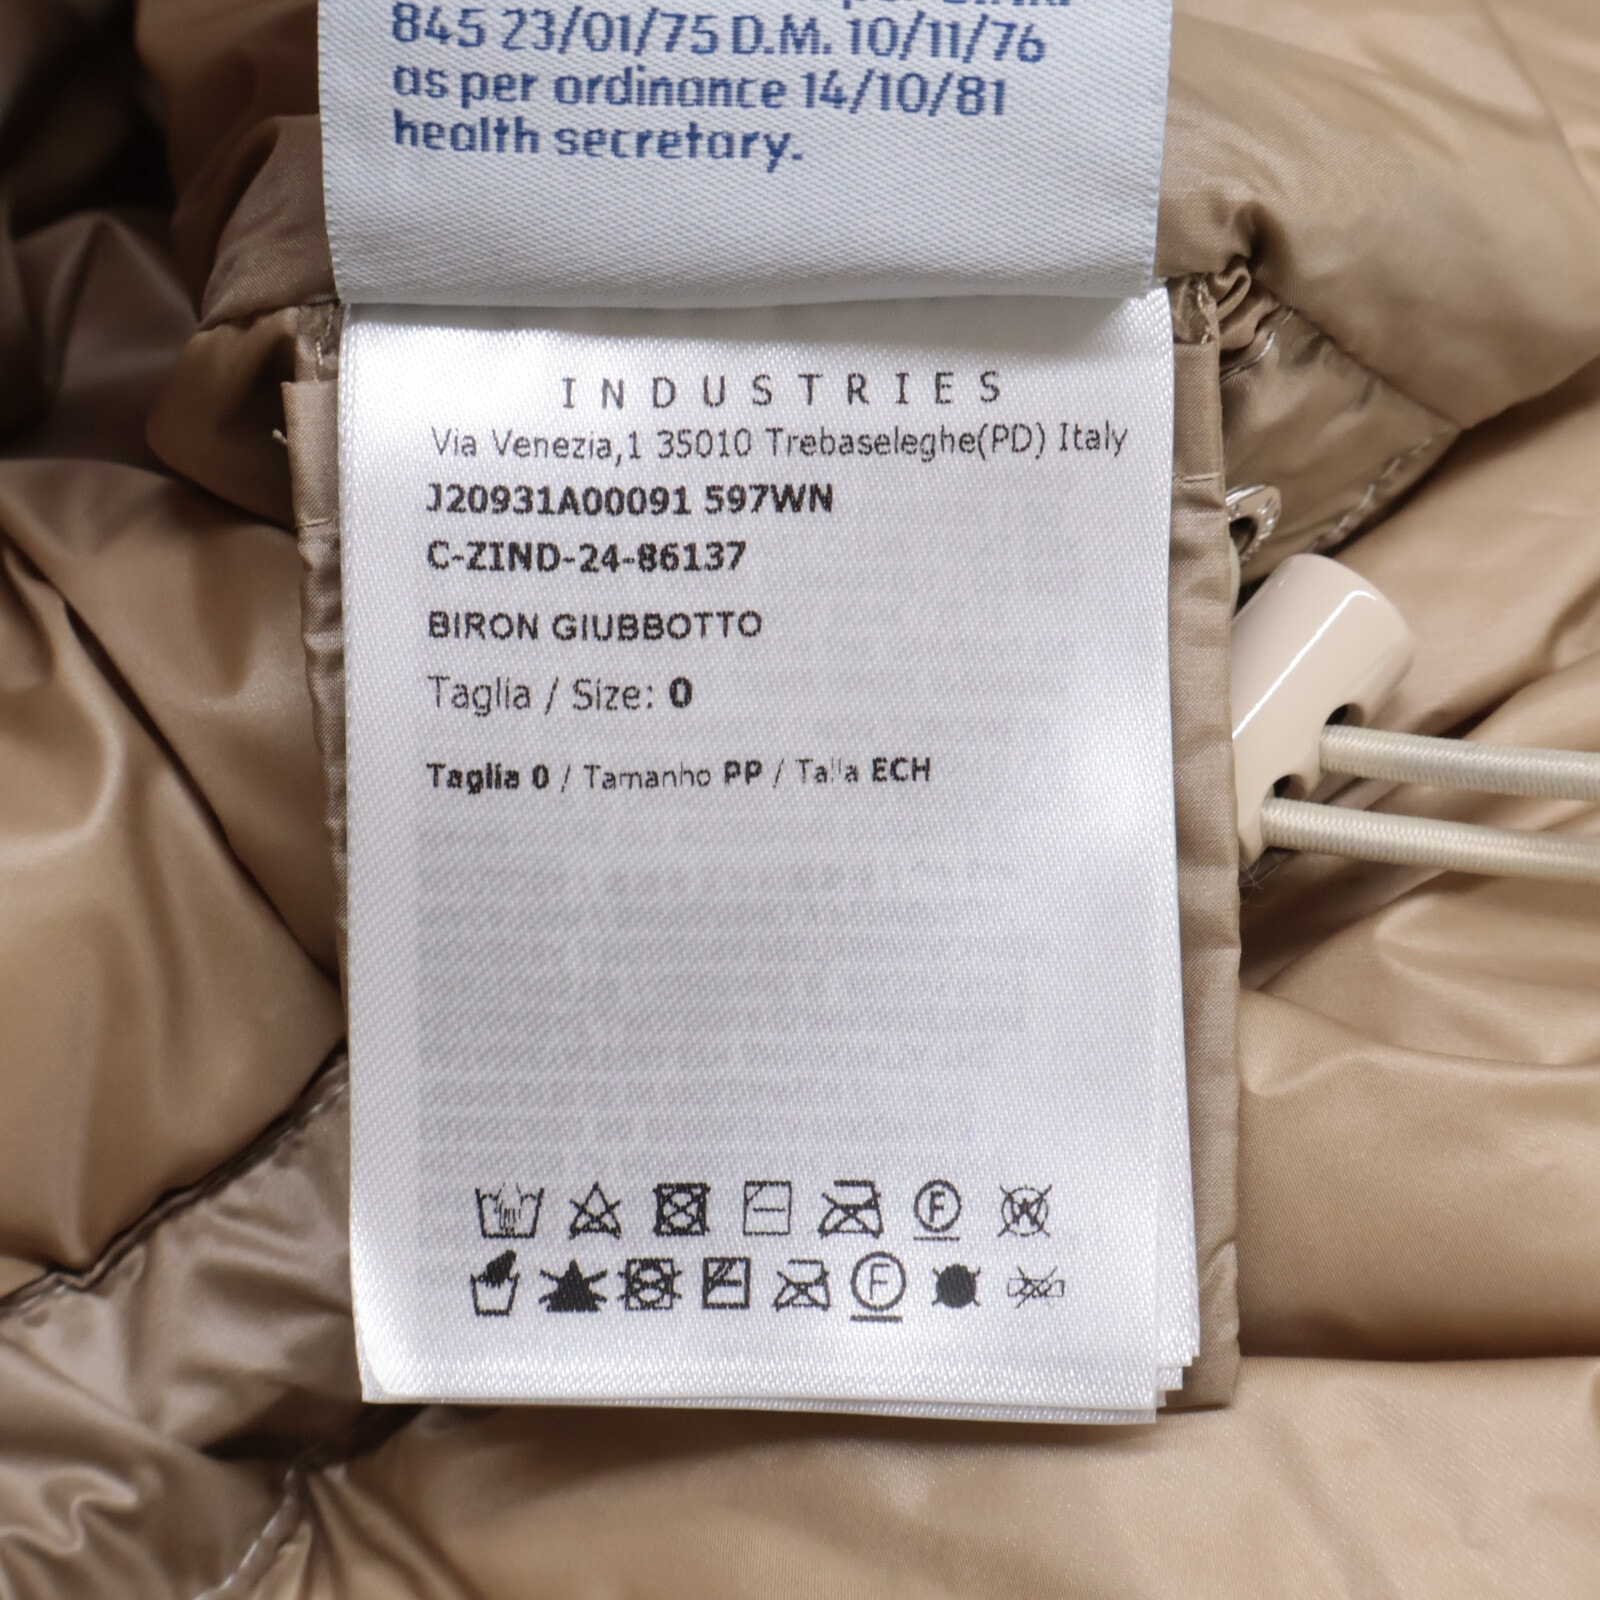 845 23/01/75 D.M. 10/11/76
as per ordinance 14/10/81
health secretary.
INDUSTRIES
Via Venezia,1 35010 Trebaseleghe(PD) Italy
J20931A00091 597WN
C-ZIND-24-86137
BIRON GIUBBOTTO
Taglia / Size: 0
Taglia 0 / Tamanho PP / Talla ECH
F W
F